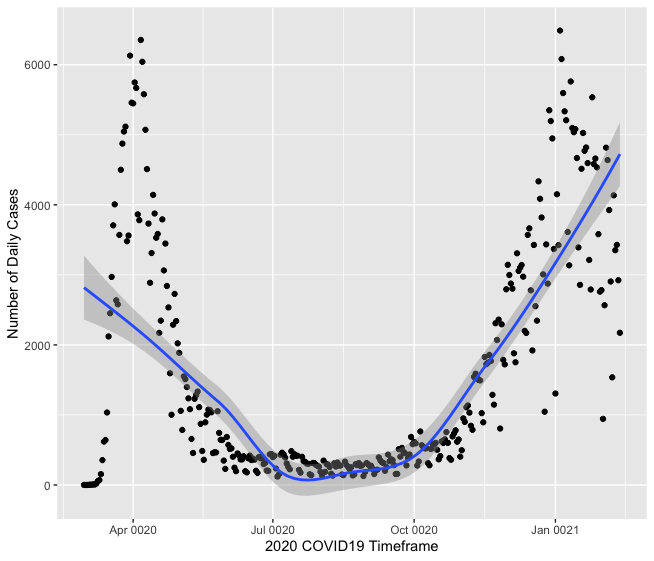 Number of Daily Cases
6000
4000
2000
0
Apr 0020
Jul 0020
Oct 0020
Jan 0021
2020 COVID19 Timeframe